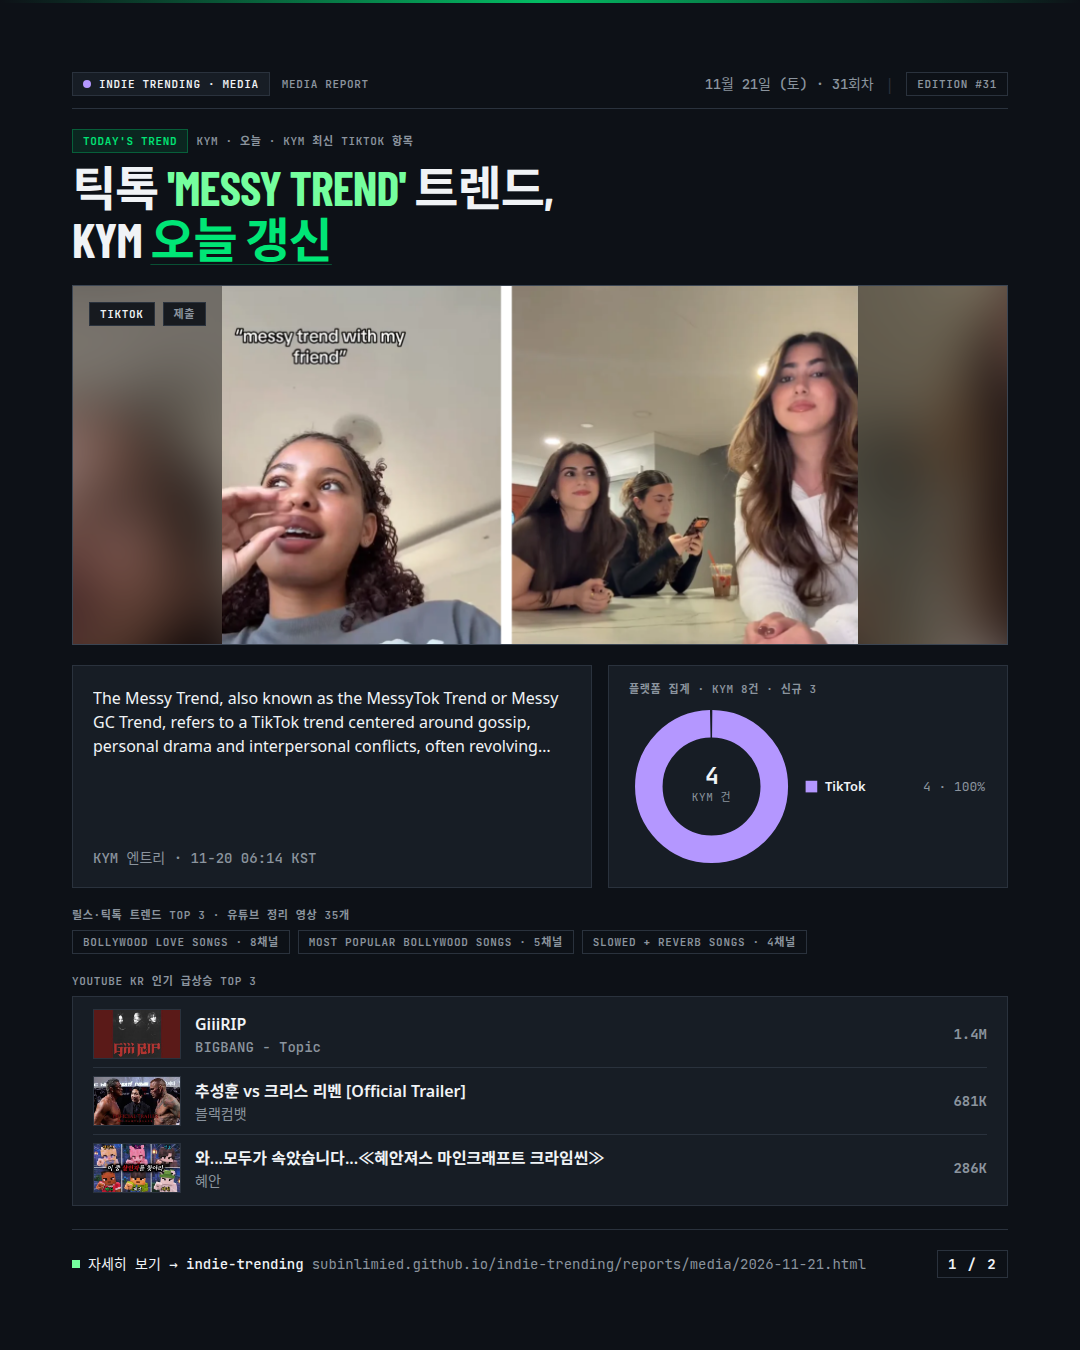 INDIE TRENDING · MEDIA
MEDIA REPORT
11월 21일 (토) · 31회차
EDITION #31
TODAY'S TREND
KYM · 오늘 · KYM 최신 TIKTOK 항목
틱톡 'MESSY TREND' 트렌드,
KYM 오늘 갱신
TIKTOK
제출
"messy trend with my
friend"
The Messy Trend, also known as the MessyTok Trend or Messy
GC Trend, refers to a TikTok trend centered around gossip,
personal drama and interpersonal conflicts, often revolving...
KYM 엔트리 · 11-20 06:14 KST
플랫폼 집계 · KYM 8건 · 신규 3
4
KYM 건
TikTok
4 · 100%
릴스·틱톡 트렌드 TOP 3 · 유튜브 정리 영상 35개
BOLLYWOOD LOVE SONGS · 8채널
MOST POPULAR BOLLYWOOD SONGS · 5채널
SLOWED + REVERB SONGS · 4채널
YOUTUBE KR 인기 급상승 TOP 3
GiiiRIP
BIGBANG - Topic
1.4M
추성훈 vs 크리스 리벤 [Official Trailer]
블랙컴뱃
681K
와...모두가 속았습니다...≪혜안져스 마인크래프트 크라임씬≫
혜안
286K
자세히 보기 → indie-trending subinlimied.github.io/indie-trending/reports/media/2026-11-21.html
1 / 2